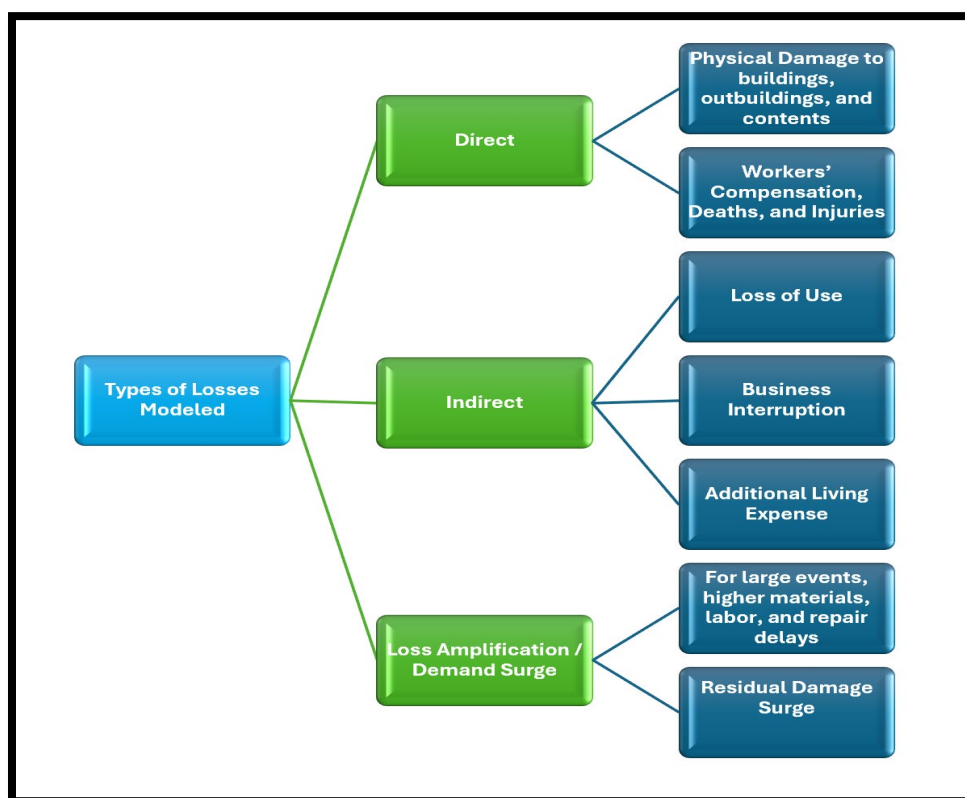 Types of Losses
Modeled
Direct
Physical Damage to
buildings,
outbuildings, and
contents
Workers'
Compensation,
Deaths, and Injuries
Indirect
Loss of Use
Business
Interruption
Additional Living
Expense
Loss Amplification /
Demand Surge
For large events,
higher materials,
labor, and repair
delays
Residual Damage
Surge